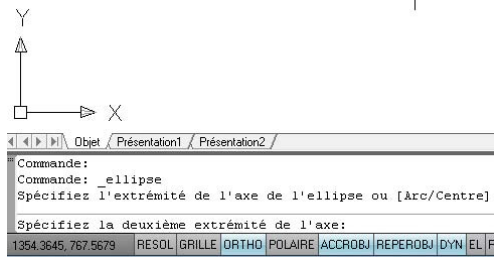 Y
X
Objet Présentation1 Présentation2
Commande:
Commande: _ellipse
Spécifiez l'extrémité de l'axe de l'ellipse ou [Arc/Centre]
Spécifiez la deuxième extrémité de l'axe:
1354.3645, 767.5679 RESOL GRILLE ORTHO POLAIRE ACCROBJ REPEROBJ DYN EL